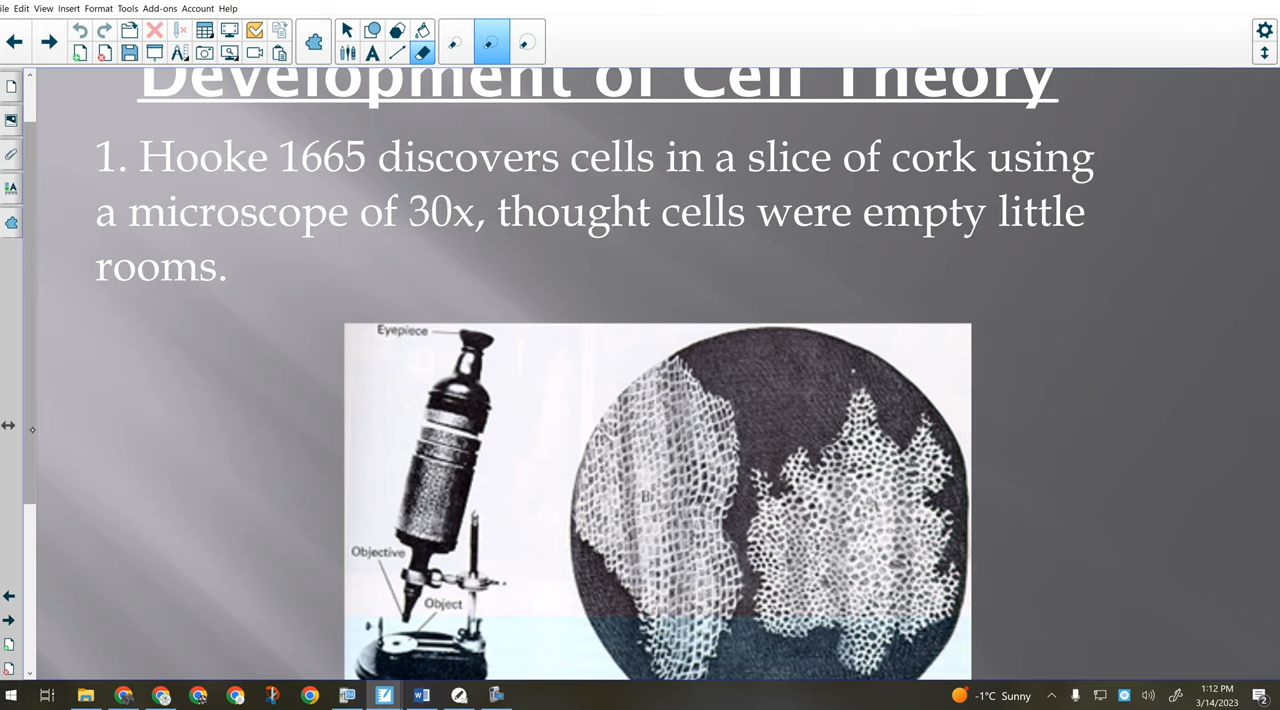 ile Edit View Insert Format Tools Add-ons Account Help
Development of Cell Theory
1. Hooke 1665 discovers cells in a slice of cork using
a microscope of 30x, thought cells were empty little
rooms.
Eyepiece
Objective
Object
-1°C Sunny
1:12 PM
3/14/2023
2